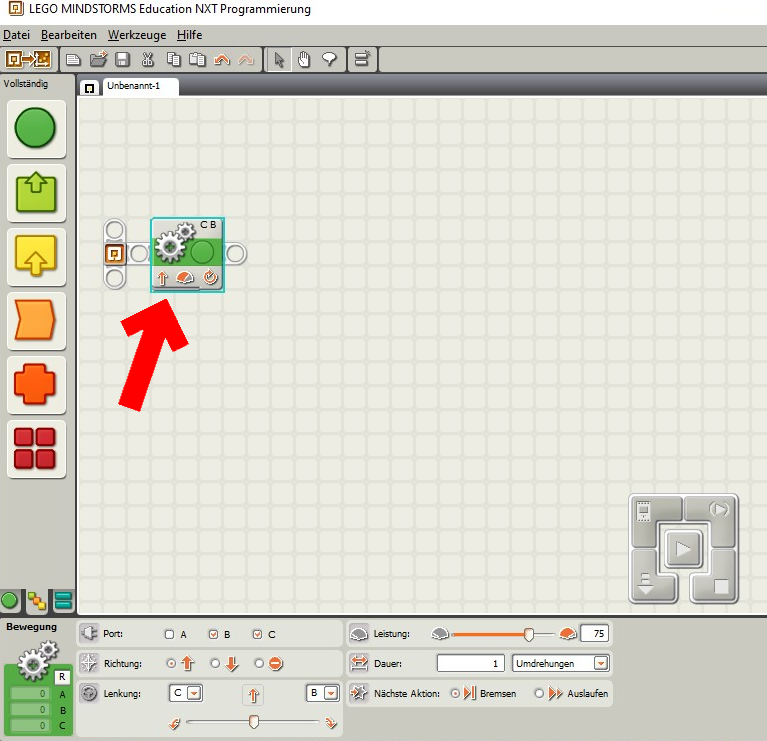 LEGO MINDSTORMS Education NXT Programmierung
Datei Bearbeiten Werkzeuge Hilfe
Vollständig
Unbenannt-1
C B
Bewegung
R
0 A
0 B
0 C
Port: A B C
Richtung:
Lenkung: C B
Leistung: 75
Dauer: 1 Umdrehungen
Nächste Aktion: Bremsen Auslaufen